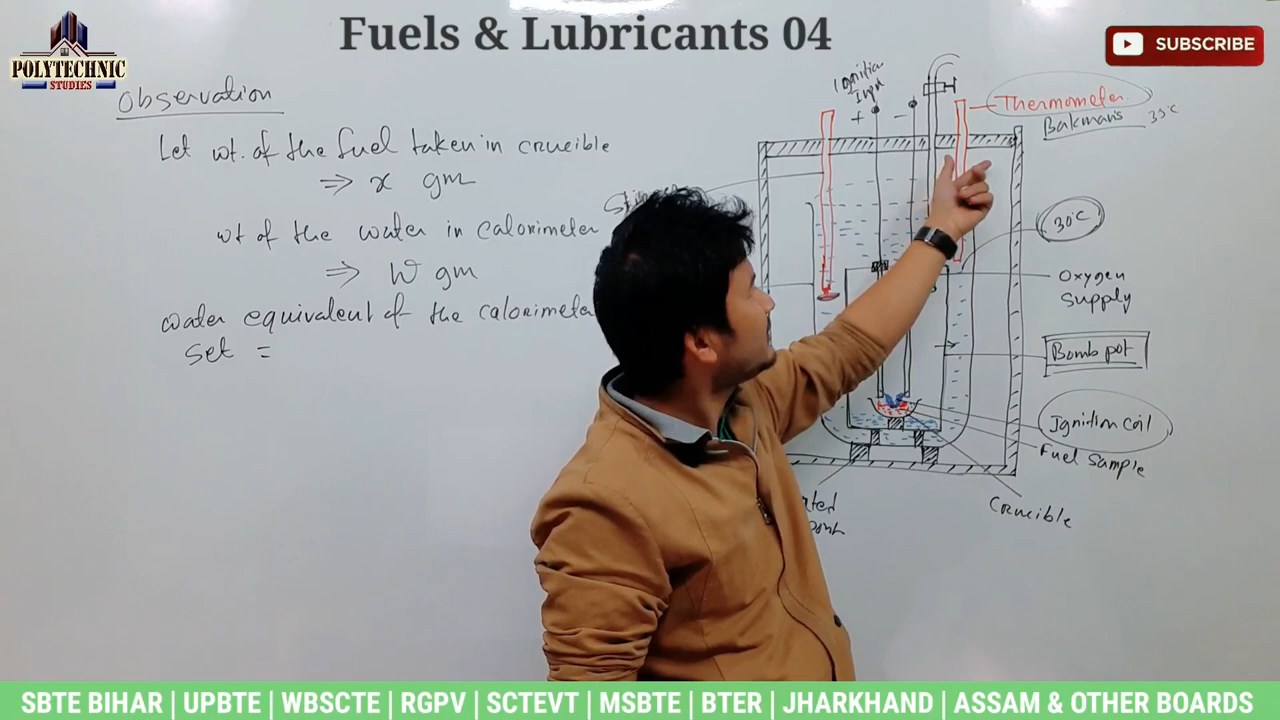 POLYTECHNIC
STUDIES
Fuels & Lubricants 04
SUBSCRIBE
Observation
Let wt. of the fuel taken in crucible
⇒ x gm
wt of the water in calorimeter
⇒ W gm
water equivalent of the calorimeter
set =
Ignition
Input
+ -
Thermometer
35°C
30°C
Oxygen
Supply
Bomb pot
Ignition coil
Fuel Sample
Crucible
SBTE BIHAR | UPBTE | WBSCTE | RGPV | SCTEVT | MSBTE | BTER | JHARKHAND | ASSAM & OTHER BOARDS